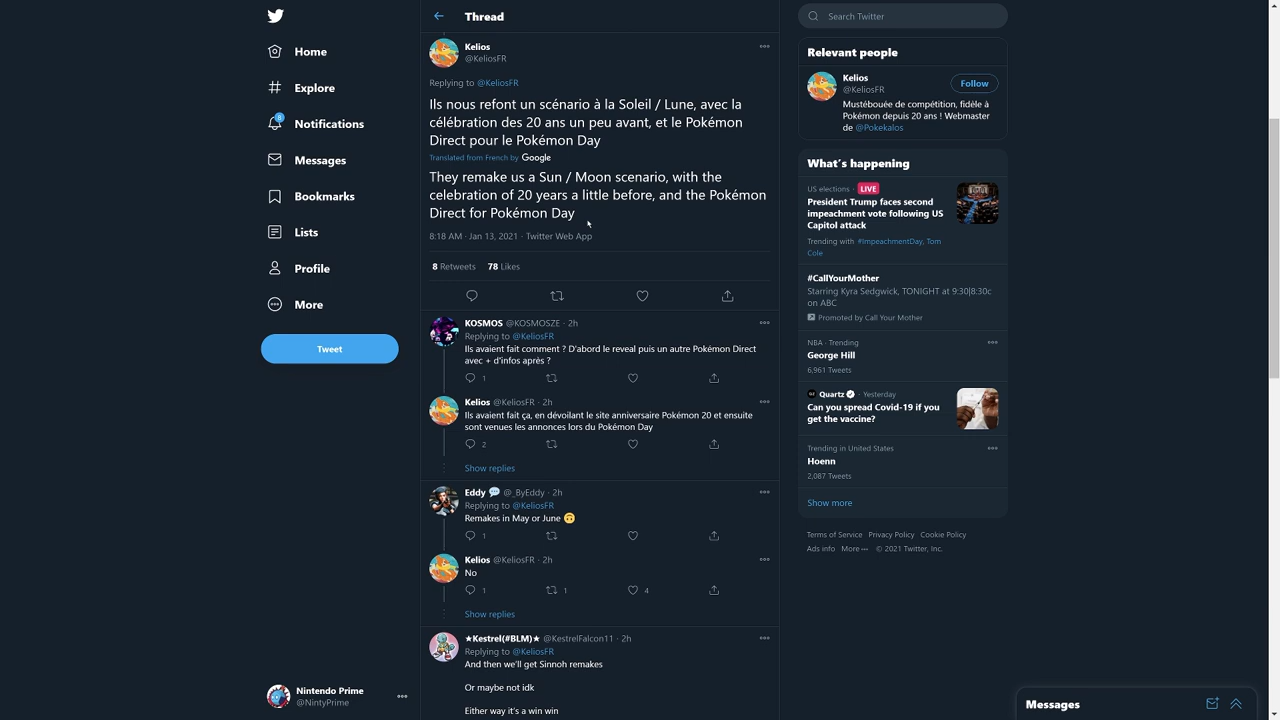 Home
Explore
8
Notifications
Messages
Bookmarks
Lists
Profile
More
Tweet
Nintendo Prime
@NintyPrime
Thread
Kelios
@KeliosFR
Replying to @KeliosFR
Ils nous refont un scénario à la Soleil / Lune, avec la
célébration des 20 ans un peu avant, et le Pokémon
Direct pour le Pokémon Day
Translated from French by Google
They remake us a Sun / Moon scenario, with the
celebration of 20 years a little before, and the Pokémon
Direct for Pokémon Day
8:18 AM · Jan 13, 2021 · Twitter Web App
8 Retweets 78 Likes
KOSMOS @KOSMOSZE · 2h
Replying to @KeliosFR
Ils avaient fait comment ? D'abord le reveal puis un autre Pokémon Direct
avec + d'infos après ?
1
Kelios @KeliosFR · 2h
Ils avaient fait ça, en dévoilant le site anniversaire Pokémon 20 et ensuite
sont venues les annonces lors du Pokémon Day
2
Show replies
Eddy 💬 @_ByEddy · 2h
Replying to @KeliosFR
Remakes in May or June 🙃
1
Kelios @KeliosFR · 2h
No
1 1 4
Show replies
★Kestrel(#BLM)★ @KestrelFalcon11 · 2h
Replying to @KeliosFR
And then we'll get Sinnoh remakes
Or maybe not idk
Either way it's a win win
Search Twitter
Relevant people
Kelios
@KeliosFR
Follow
Mustébouée de compétition, fidèle à
Pokémon depuis 20 ans ! Webmaster
de @Pokekalos
What's happening
US elections · LIVE
President Trump faces second
impeachment vote following US
Capitol attack
Trending with #ImpeachmentDay, Tom
Cole
#CallYourMother
Starring Kyra Sedgwick, TONIGHT at 9:30|8:30c
on ABC
Promoted by Call Your Mother
NBA · Trending
George Hill
6,961 Tweets
Quartz · Yesterday
Can you spread Covid-19 if you
get the vaccine?
Trending in United States
Hoenn
2,087 Tweets
Show more
Terms of Service Privacy Policy Cookie Policy
Ads info More ··· © 2021 Twitter, Inc.
Messages